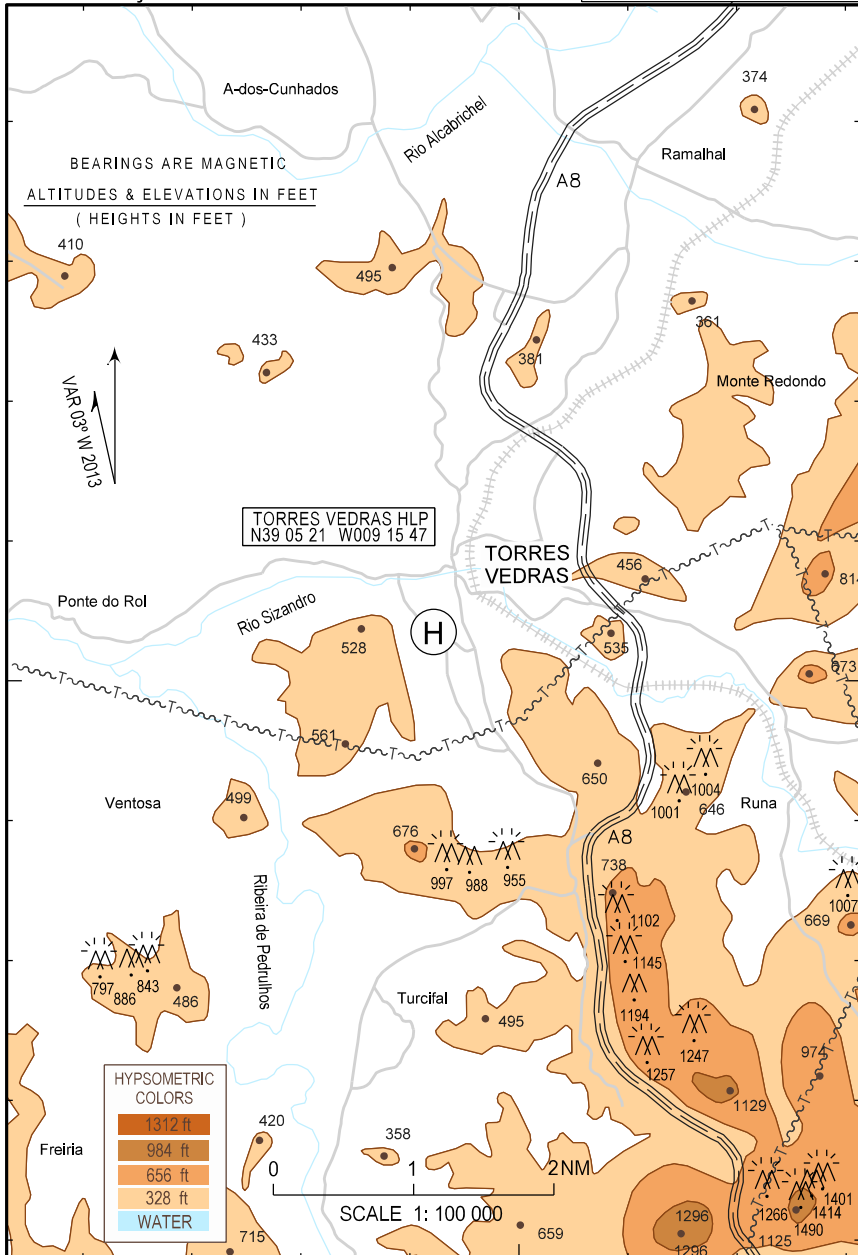 374
A-dos-Cunhados
Rio Alcabrichel
Ramalhal
BEARINGS ARE MAGNETIC
A8
ALTITUDES & ELEVATIONS IN FEET
( HEIGHTS IN FEET )
410
495
361
433
381
Monte Redondo
VAR 03º W 2013
TORRES VEDRAS HLP
N39 05 21 W009 15 47
TORRES
VEDRAS
456
814
Ponte do Rol
Rio Sizandro
H
528
535
673
T
561
650
1004
1001
646
Ventosa
499
Runa
676
A8
738
997
988
955
1007
Ribeira de Pedrulhos
1102
669
1145
797
886
843
486
Turcifal
1194
495
1247
1257
974
HYPSOMETRIC
COLORS
1312 ft
984 ft
656 ft
328 ft
WATER
1129
420
358
Freiria
0 1 2NM
SCALE 1: 100 000
1401
1266
1414
1490
1125
1296
1296
659
715